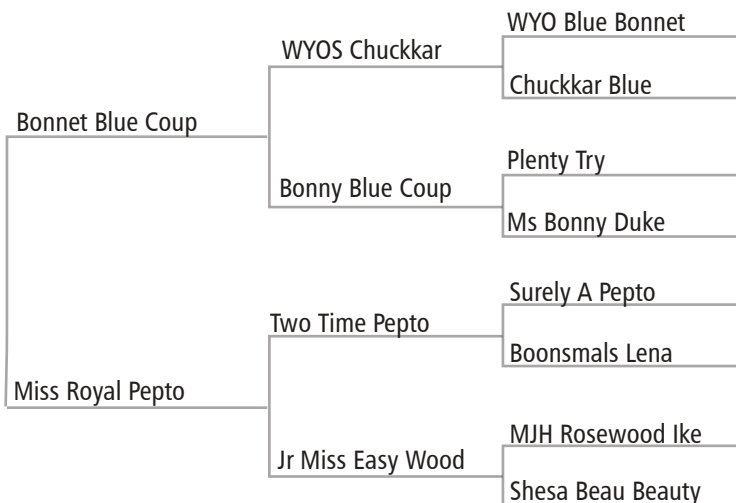 WYO Blue Bonnet
WYOS Chuckkar
Chuckkar Blue
Bonnet Blue Coup
Plenty Try
Bonny Blue Coup
Ms Bonny Duke
Surely A Pepto
Two Time Pepto
Boonsmals Lena
Miss Royal Pepto
MJH Rosewood Ike
Jr Miss Easy Wood
Shesa Beau Beauty